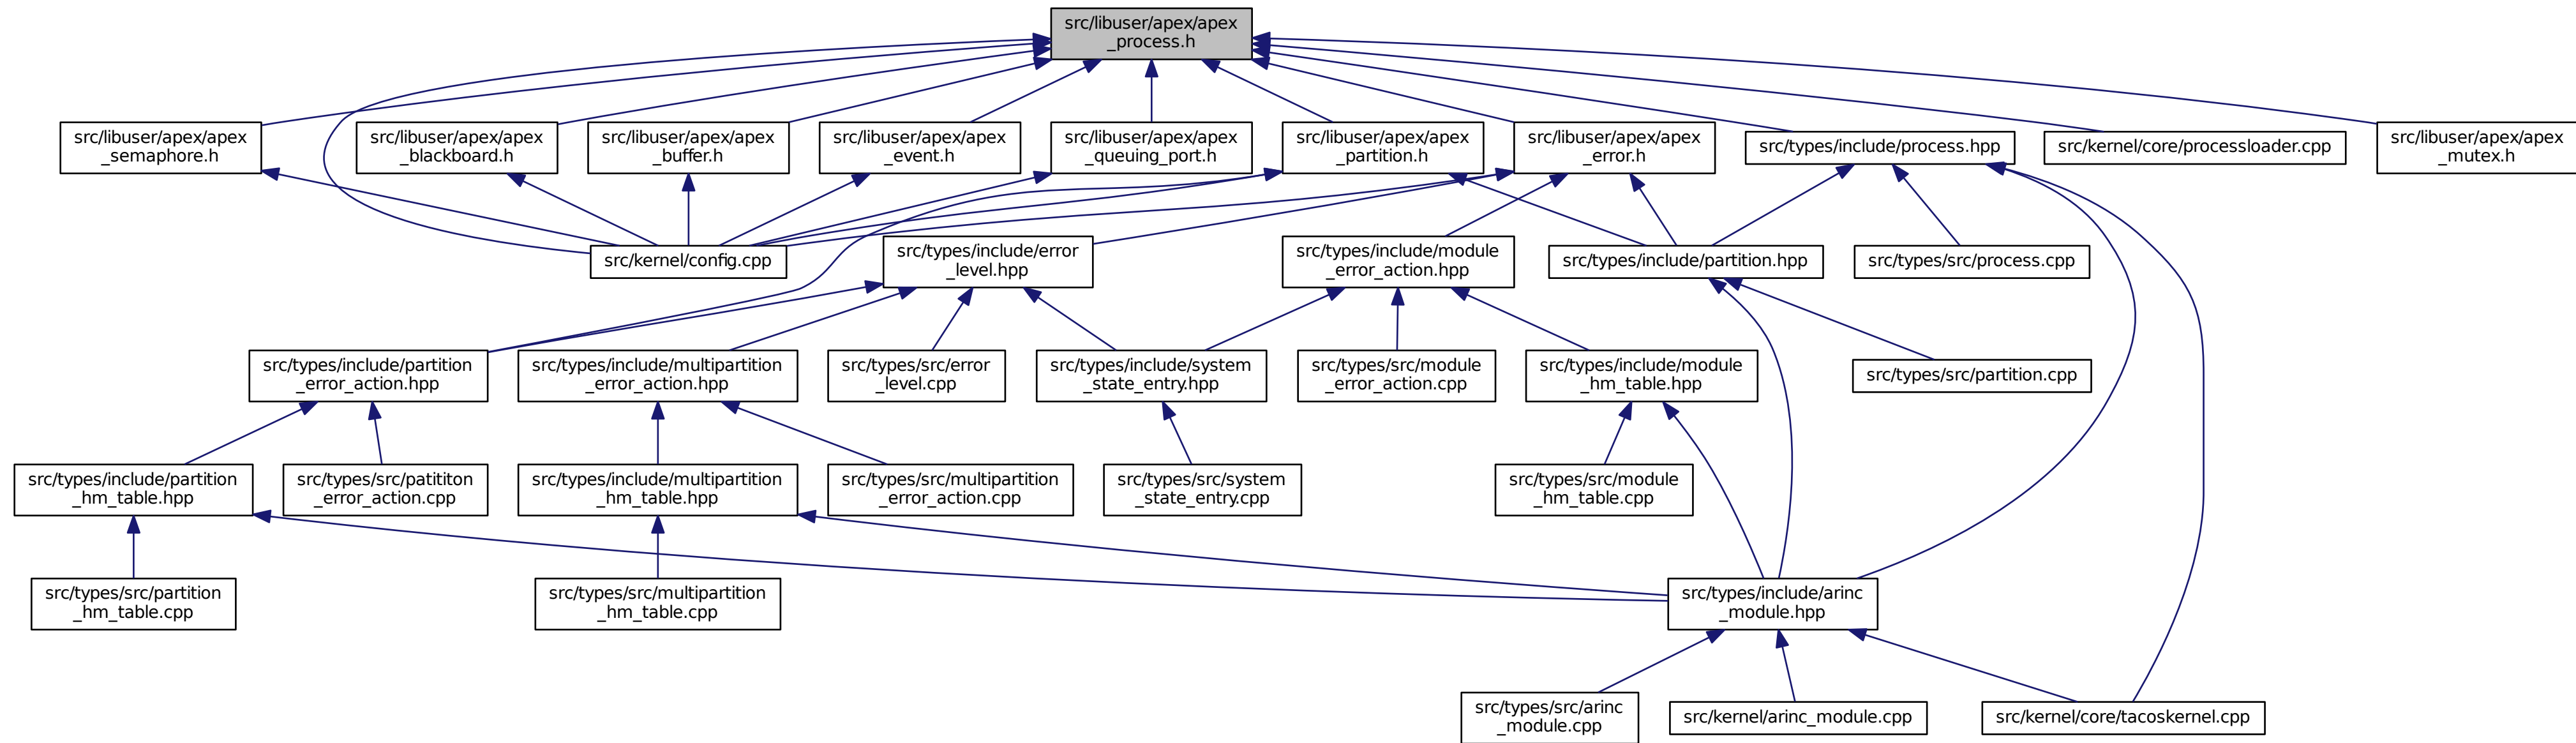 src/libuser/apex/apex
_process.h
src/libuser/apex/apex
_semaphore.h
src/libuser/apex/apex
_blackboard.h
src/libuser/apex/apex
_buffer.h
src/libuser/apex/apex
_event.h
src/libuser/apex/apex
_queuing_port.h
src/libuser/apex/apex
_partition.h
src/libuser/apex/apex
_error.h
src/types/include/process.hpp
src/kernel/core/processloader.cpp
src/libuser/apex/apex
_mutex.h
src/kernel/config.cpp
src/types/include/error
_level.hpp
src/types/include/module
_error_action.hpp
src/types/include/partition.hpp
src/types/src/process.cpp
src/types/include/partition
_error_action.hpp
src/types/include/multipartition
_error_action.hpp
src/types/src/error
_level.cpp
src/types/include/system
_state_entry.hpp
src/types/src/module
_error_action.cpp
src/types/include/module
_hm_table.hpp
src/types/src/partition.cpp
src/types/include/partition
_hm_table.hpp
src/types/src/patititon
_error_action.cpp
src/types/include/multipartition
_hm_table.hpp
src/types/src/multipartition
_error_action.cpp
src/types/src/system
_state_entry.cpp
src/types/src/module
_hm_table.cpp
src/types/src/partition
_hm_table.cpp
src/types/src/multipartition
_hm_table.cpp
src/types/include/arinc
_module.hpp
src/types/src/arinc
_module.cpp
src/kernel/arinc_module.cpp
src/kernel/core/tacoskernel.cpp